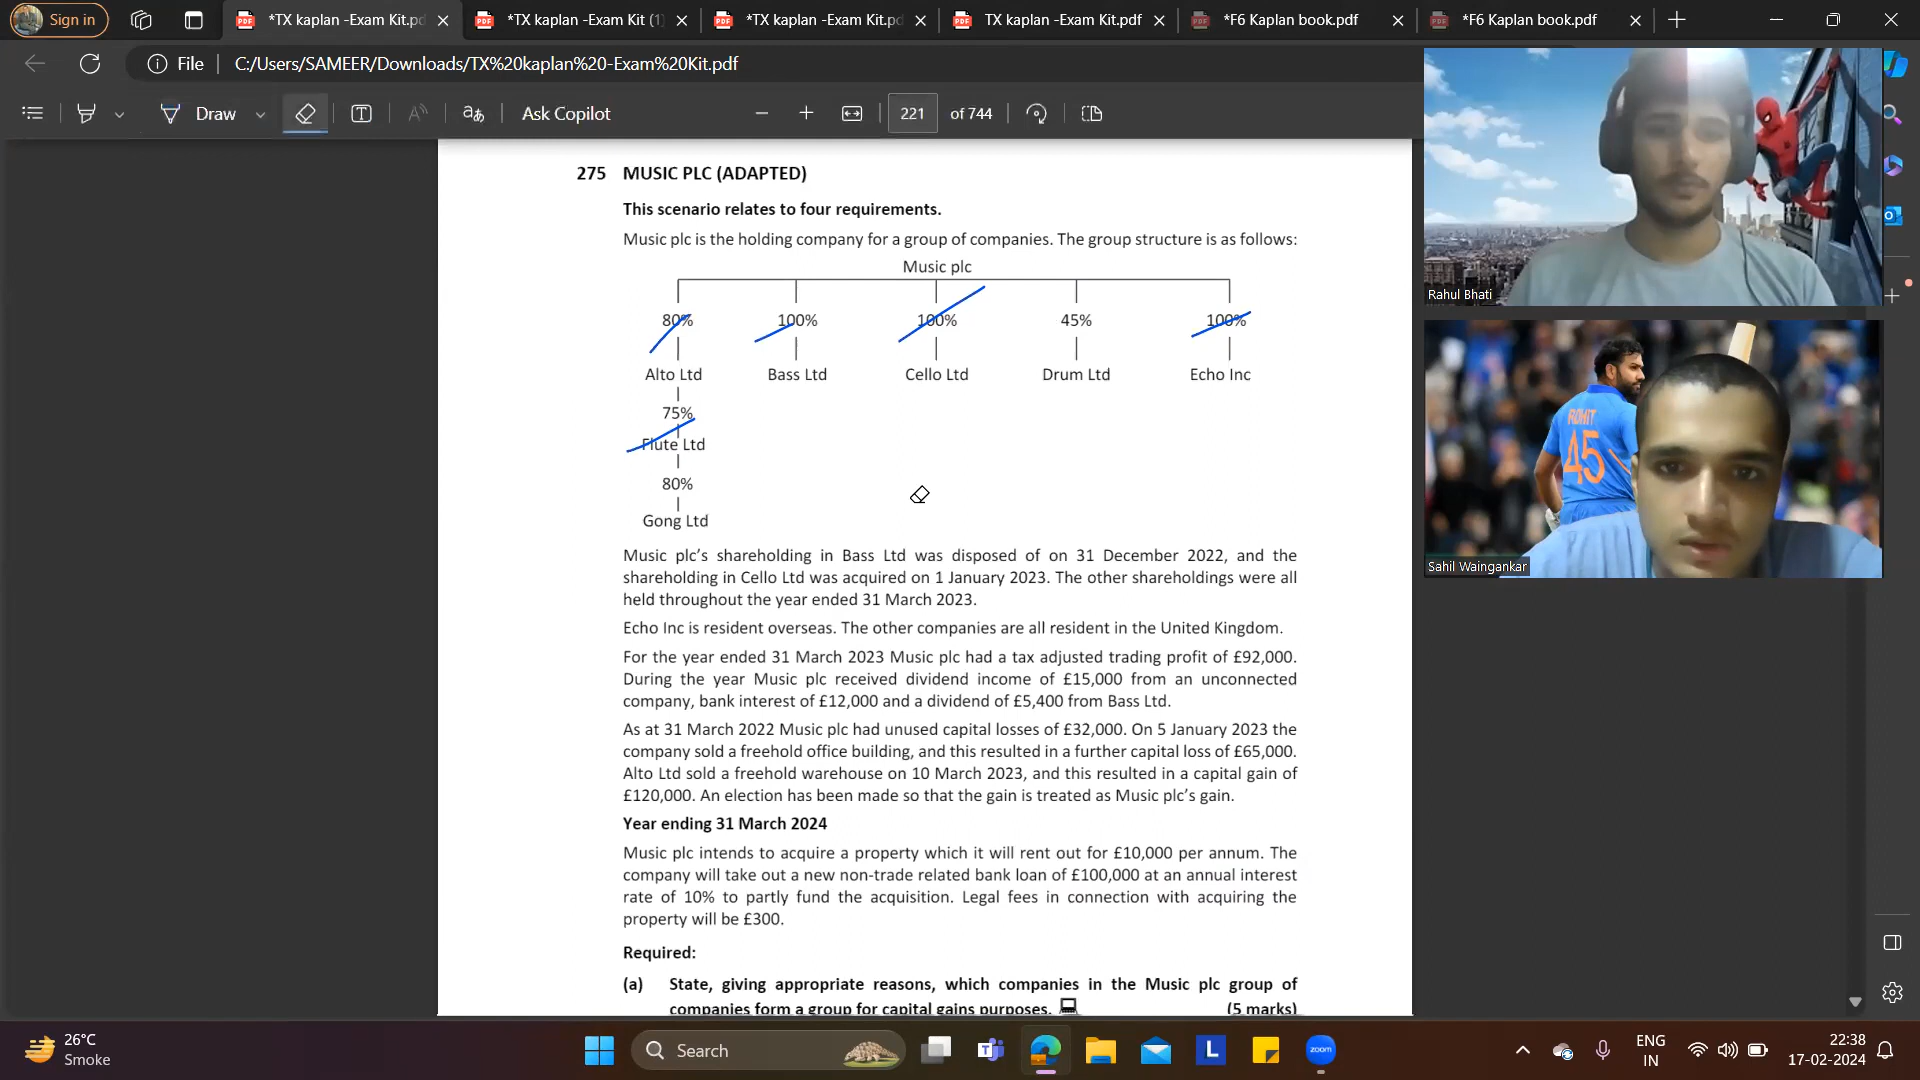 Sign in
*TX kaplan -Exam Kit.pd
*TX kaplan -Exam Kit (1)
*TX kaplan -Exam Kit.pd
TX kaplan -Exam Kit.pdf
*F6 Kaplan book.pdf
*F6 Kaplan book.pdf
File
C:/Users/SAMEER/Downloads/TX%20kaplan%20-Exam%20Kit.pdf
Draw
Ask Copilot
221 of 744
275 MUSIC PLC (ADAPTED)
This scenario relates to four requirements.
Music plc is the holding company for a group of companies. The group structure is as follows:
Music plc
80% 100% 100% 45% 100%
Alto Ltd Bass Ltd Cello Ltd Drum Ltd Echo Inc
75%
Flute Ltd
80%
Gong Ltd
Music plc's shareholding in Bass Ltd was disposed of on 31 December 2022, and the
shareholding in Cello Ltd was acquired on 1 January 2023. The other shareholdings were all
held throughout the year ended 31 March 2023.
Echo Inc is resident overseas. The other companies are all resident in the United Kingdom.
For the year ended 31 March 2023 Music plc had a tax adjusted trading profit of £92,000.
During the year Music plc received dividend income of £15,000 from an unconnected
company, bank interest of £12,000 and a dividend of £5,400 from Bass Ltd.
As at 31 March 2022 Music plc had unused capital losses of £32,000. On 5 January 2023 the
company sold a freehold office building, and this resulted in a further capital loss of £65,000.
Alto Ltd sold a freehold warehouse on 10 March 2023, and this resulted in a capital gain of
£120,000. An election has been made so that the gain is treated as Music plc's gain.
Year ending 31 March 2024
Music plc intends to acquire a property which it will rent out for £10,000 per annum. The
company will take out a new non-trade related bank loan of £100,000 at an annual interest
rate of 10% to partly fund the acquisition. Legal fees in connection with acquiring the
property will be £300.
Required:
(a) State, giving appropriate reasons, which companies in the Music plc group of
companies form a group for capital gains purposes. (5 marks)
Rahul Bhati
ROHIT
45
Sahil Waingankar
26°C
Smoke
Search
zoom
ENG
IN
22:38
17-02-2024